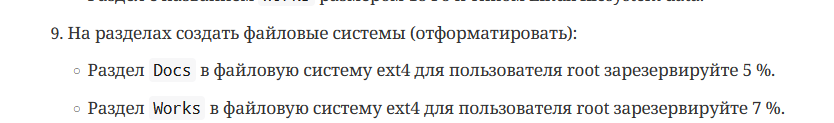 9. На разделах создать файловые системы (отформатировать):
◦ Раздел Docs в файловую систему ext4 для пользователя root зарезервируйте 5 %.
◦ Раздел Works в файловую систему ext4 для пользователя root зарезервируйте 7 %.